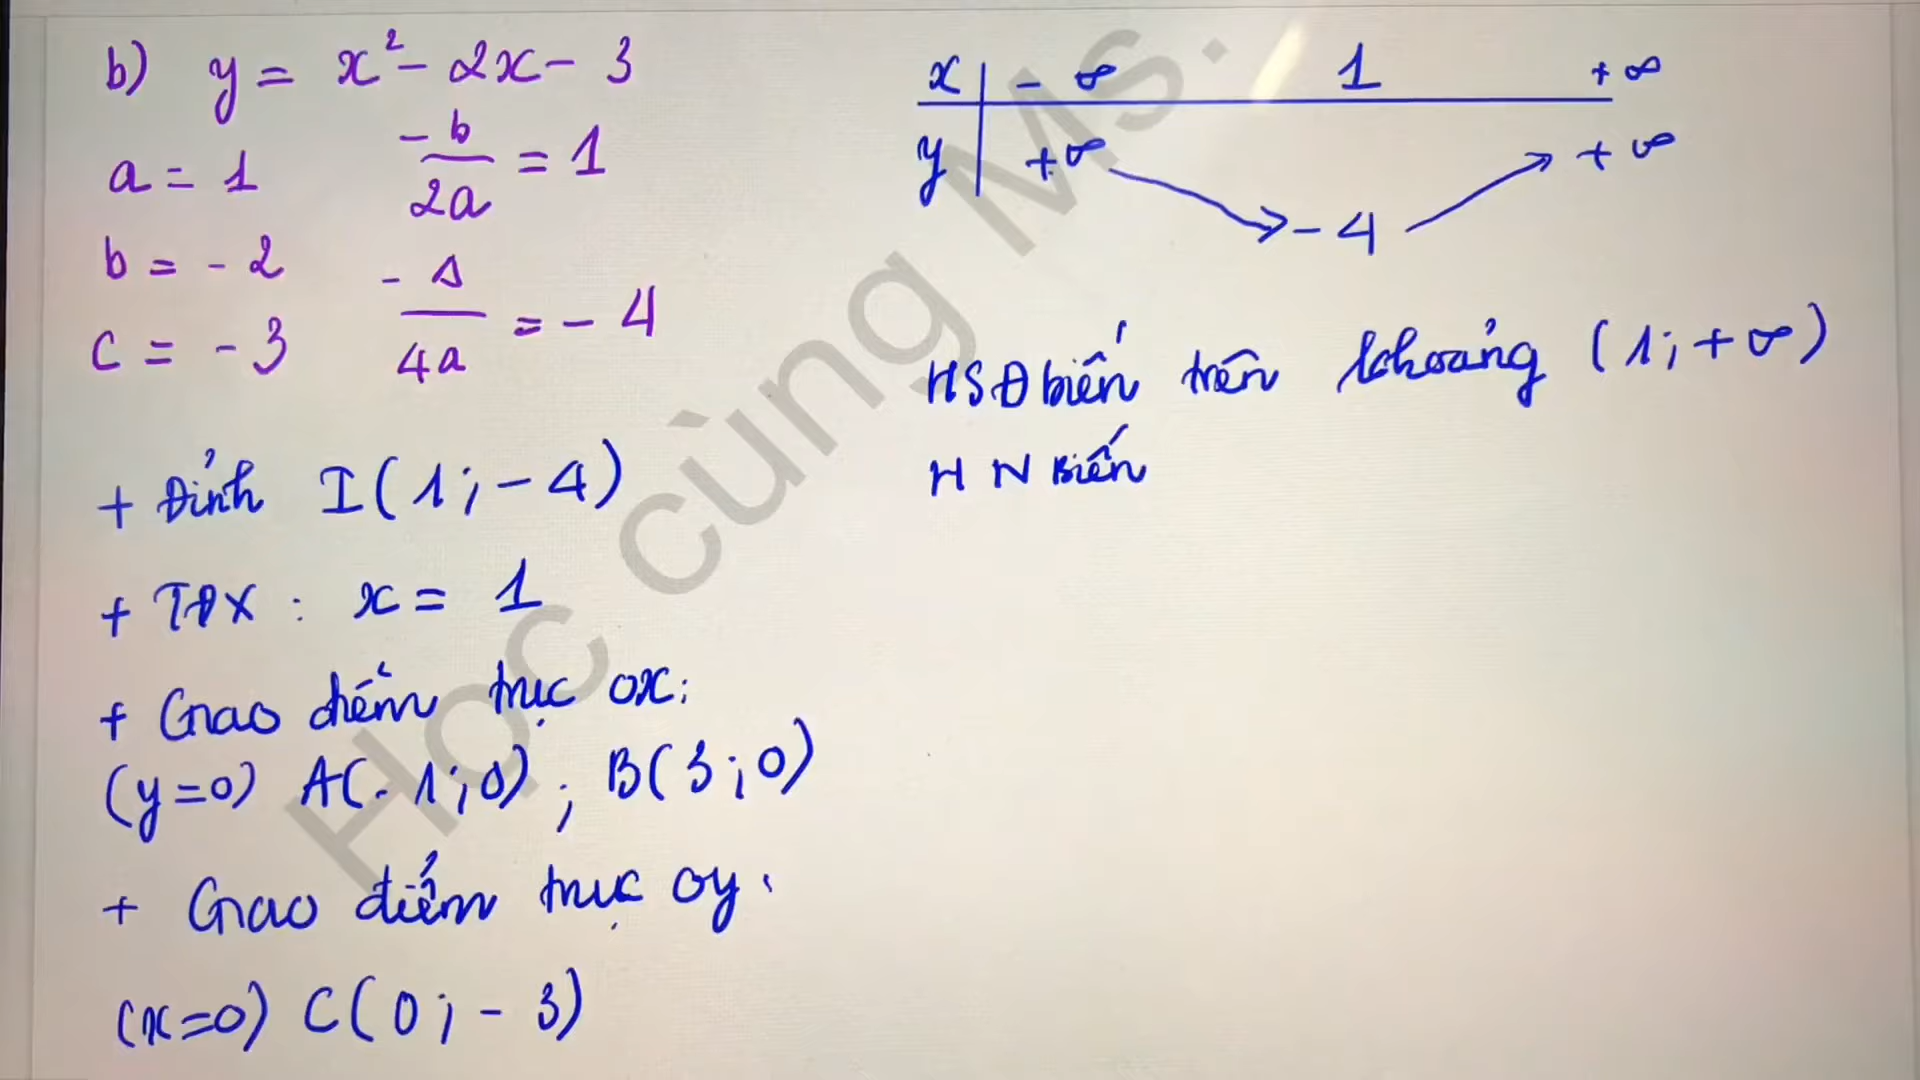 b) y = x² - 2x - 3
a = 1
-b/2a = 1
b = - 2
c = - 3
-Δ/4a = - 4
+ Đỉnh I(1; - 4)
+ TĐX : x = 1
+ Giao điểm trục ox:
(y=0) A(-1;0) ; B(3;0)
+ Giao điểm trục oy:
(x=0) C(0; - 3)
x | - ∞ 1 + ∞
y | +∞ ↘ - 4 ↗ + ∞
HSĐ biến trên khoảng (1; + ∞)
H N Biến
Học cùng Ms.